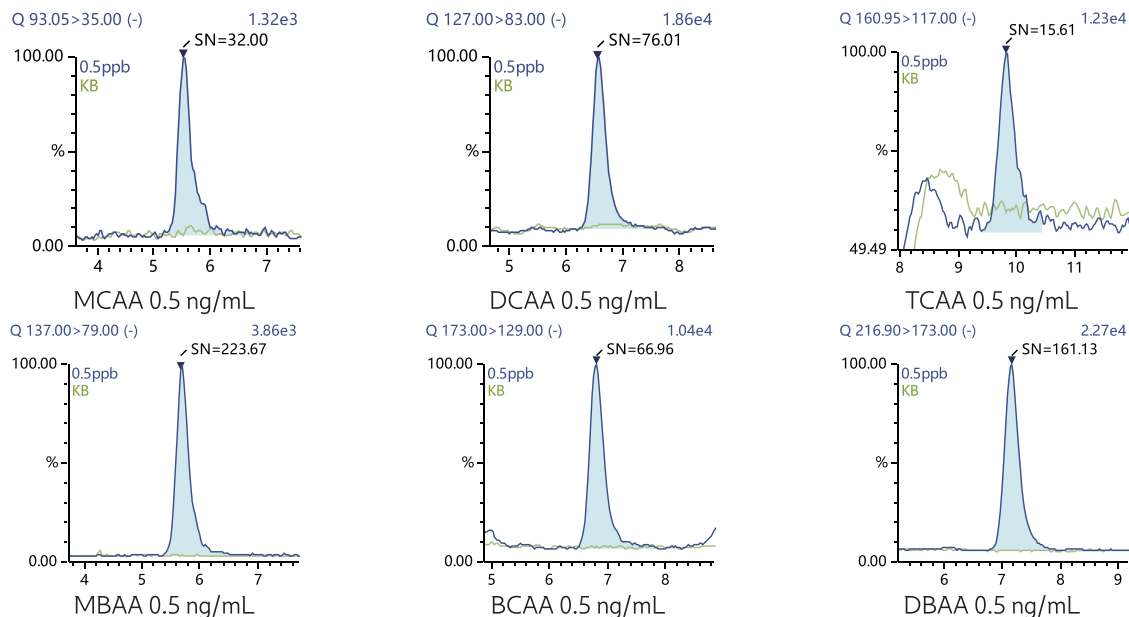 Q 93.05>35.00 (-) 1.32e3
SN=32.00
100.00
0.5ppb
KB
%
0.00
4 5 6 7
MCAA 0.5 ng/mL
Q 127.00>83.00 (-) 1.86e4
SN=76.01
100.00
0.5ppb
KB
%
0.00
5 6 7 8
DCAA 0.5 ng/mL
Q 160.95>117.00 (-) 1.23e4
SN=15.61
100.00
0.5ppb
KB
%
49.49
8 9 10 11
TCAA 0.5 ng/mL
Q 137.00>79.00 (-) 3.86e3
SN=223.67
100.00
0.5ppb
KB
%
0.00
4 5 6 7
MBAA 0.5 ng/mL
Q 173.00>129.00 (-) 1.04e4
SN=66.96
100.00
0.5ppb
KB
%
0.00
5 6 7 8
BCAA 0.5 ng/mL
Q 216.90>173.00 (-) 2.27e4
SN=161.13
100.00
0.5ppb
KB
%
0.00
6 7 8 9
DBAA 0.5 ng/mL